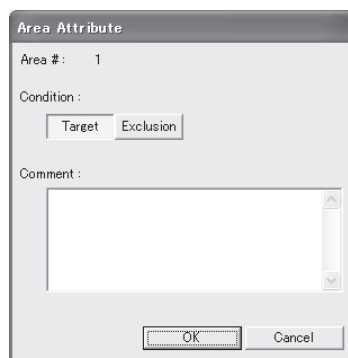 Area Attribute
Area # : 1
Condition :
Target Exclusion
Comment :
OK Cancel